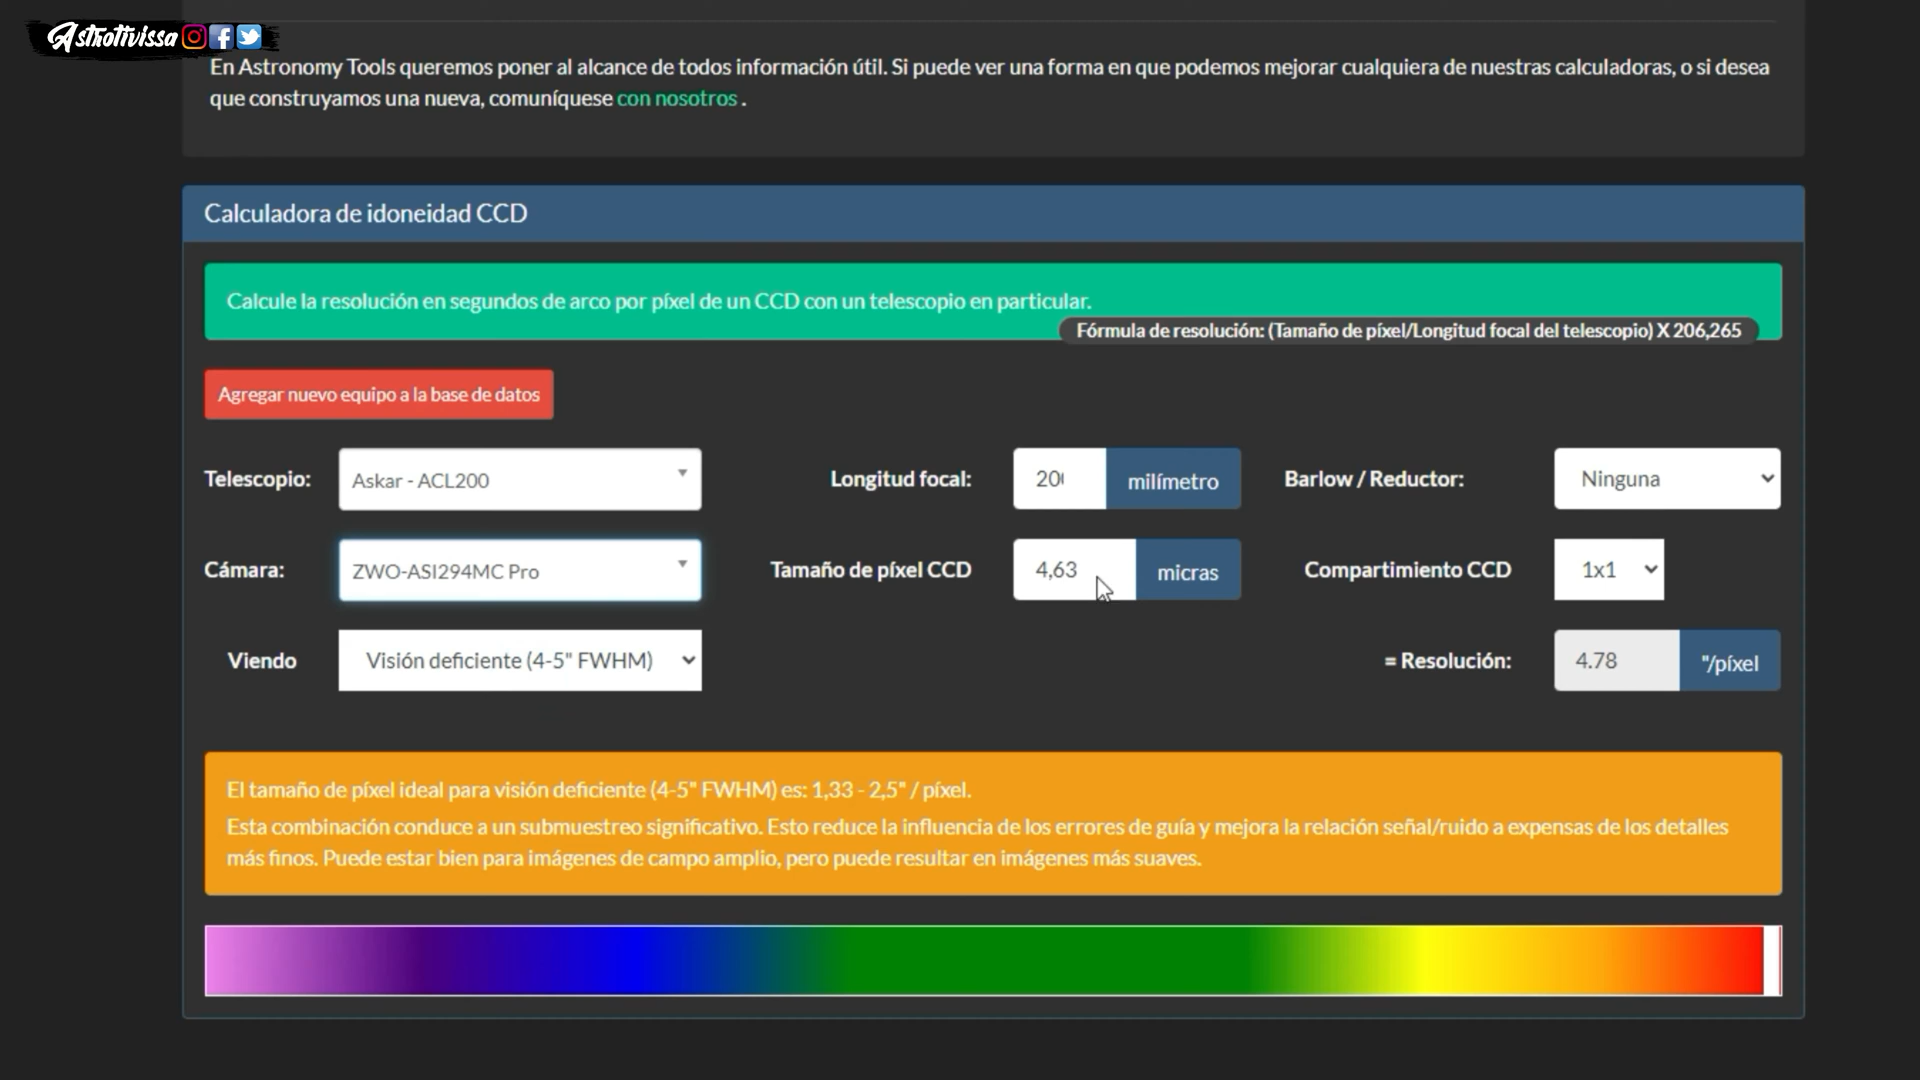 Astroitivissa
En Astronomy Tools queremos poner al alcance de todos información útil. Si puede ver una forma en que podemos mejorar cualquiera de nuestras calculadoras, o si desea
que construyamos una nueva, comuníquese con nosotros .
Calculadora de idoneidad CCD
Calcule la resolución en segundos de arco por píxel de un CCD con un telescopio en particular.
Fórmula de resolución: (Tamaño de píxel/Longitud focal del telescopio) X 206,265
Agregar nuevo equipo a la base de datos
Telescopio: Askar - ACL200 Longitud focal: 200 milímetro Barlow / Reductor: Ninguna
Cámara: ZWO-ASI294MC Pro Tamaño de píxel CCD 4,63 micras Compartimiento CCD 1x1
Viendo Visión deficiente (4-5" FWHM) = Resolución: 4.78 "/píxel
El tamaño de píxel ideal para visión deficiente (4-5" FWHM) es: 1,33 - 2,5" / píxel.
Esta combinación conduce a un submuestreo significativo. Esto reduce la influencia de los errores de guía y mejora la relación señal/ruido a expensas de los detalles
más finos. Puede estar bien para imágenes de campo amplio, pero puede resultar en imágenes más suaves.